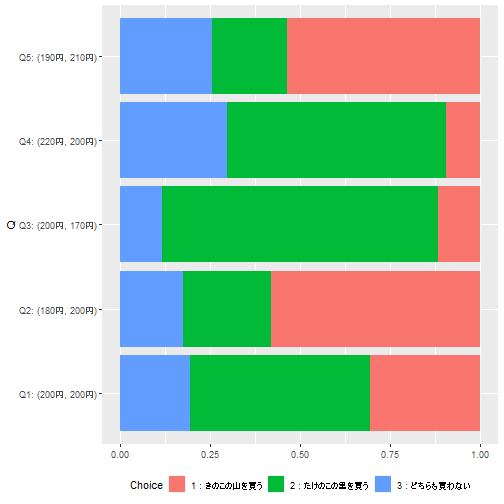 Q5: (190円, 210円)
Q4: (220円, 200円)
Q3: (200円, 170円)
Q2: (180円, 200円)
Q1: (200円, 200円)
Q
0.00 0.25 0.50 0.75 1.00
Choice 1 : きのこの山を買う 2 : たけのこの里を買う 3 : どちらも買わない